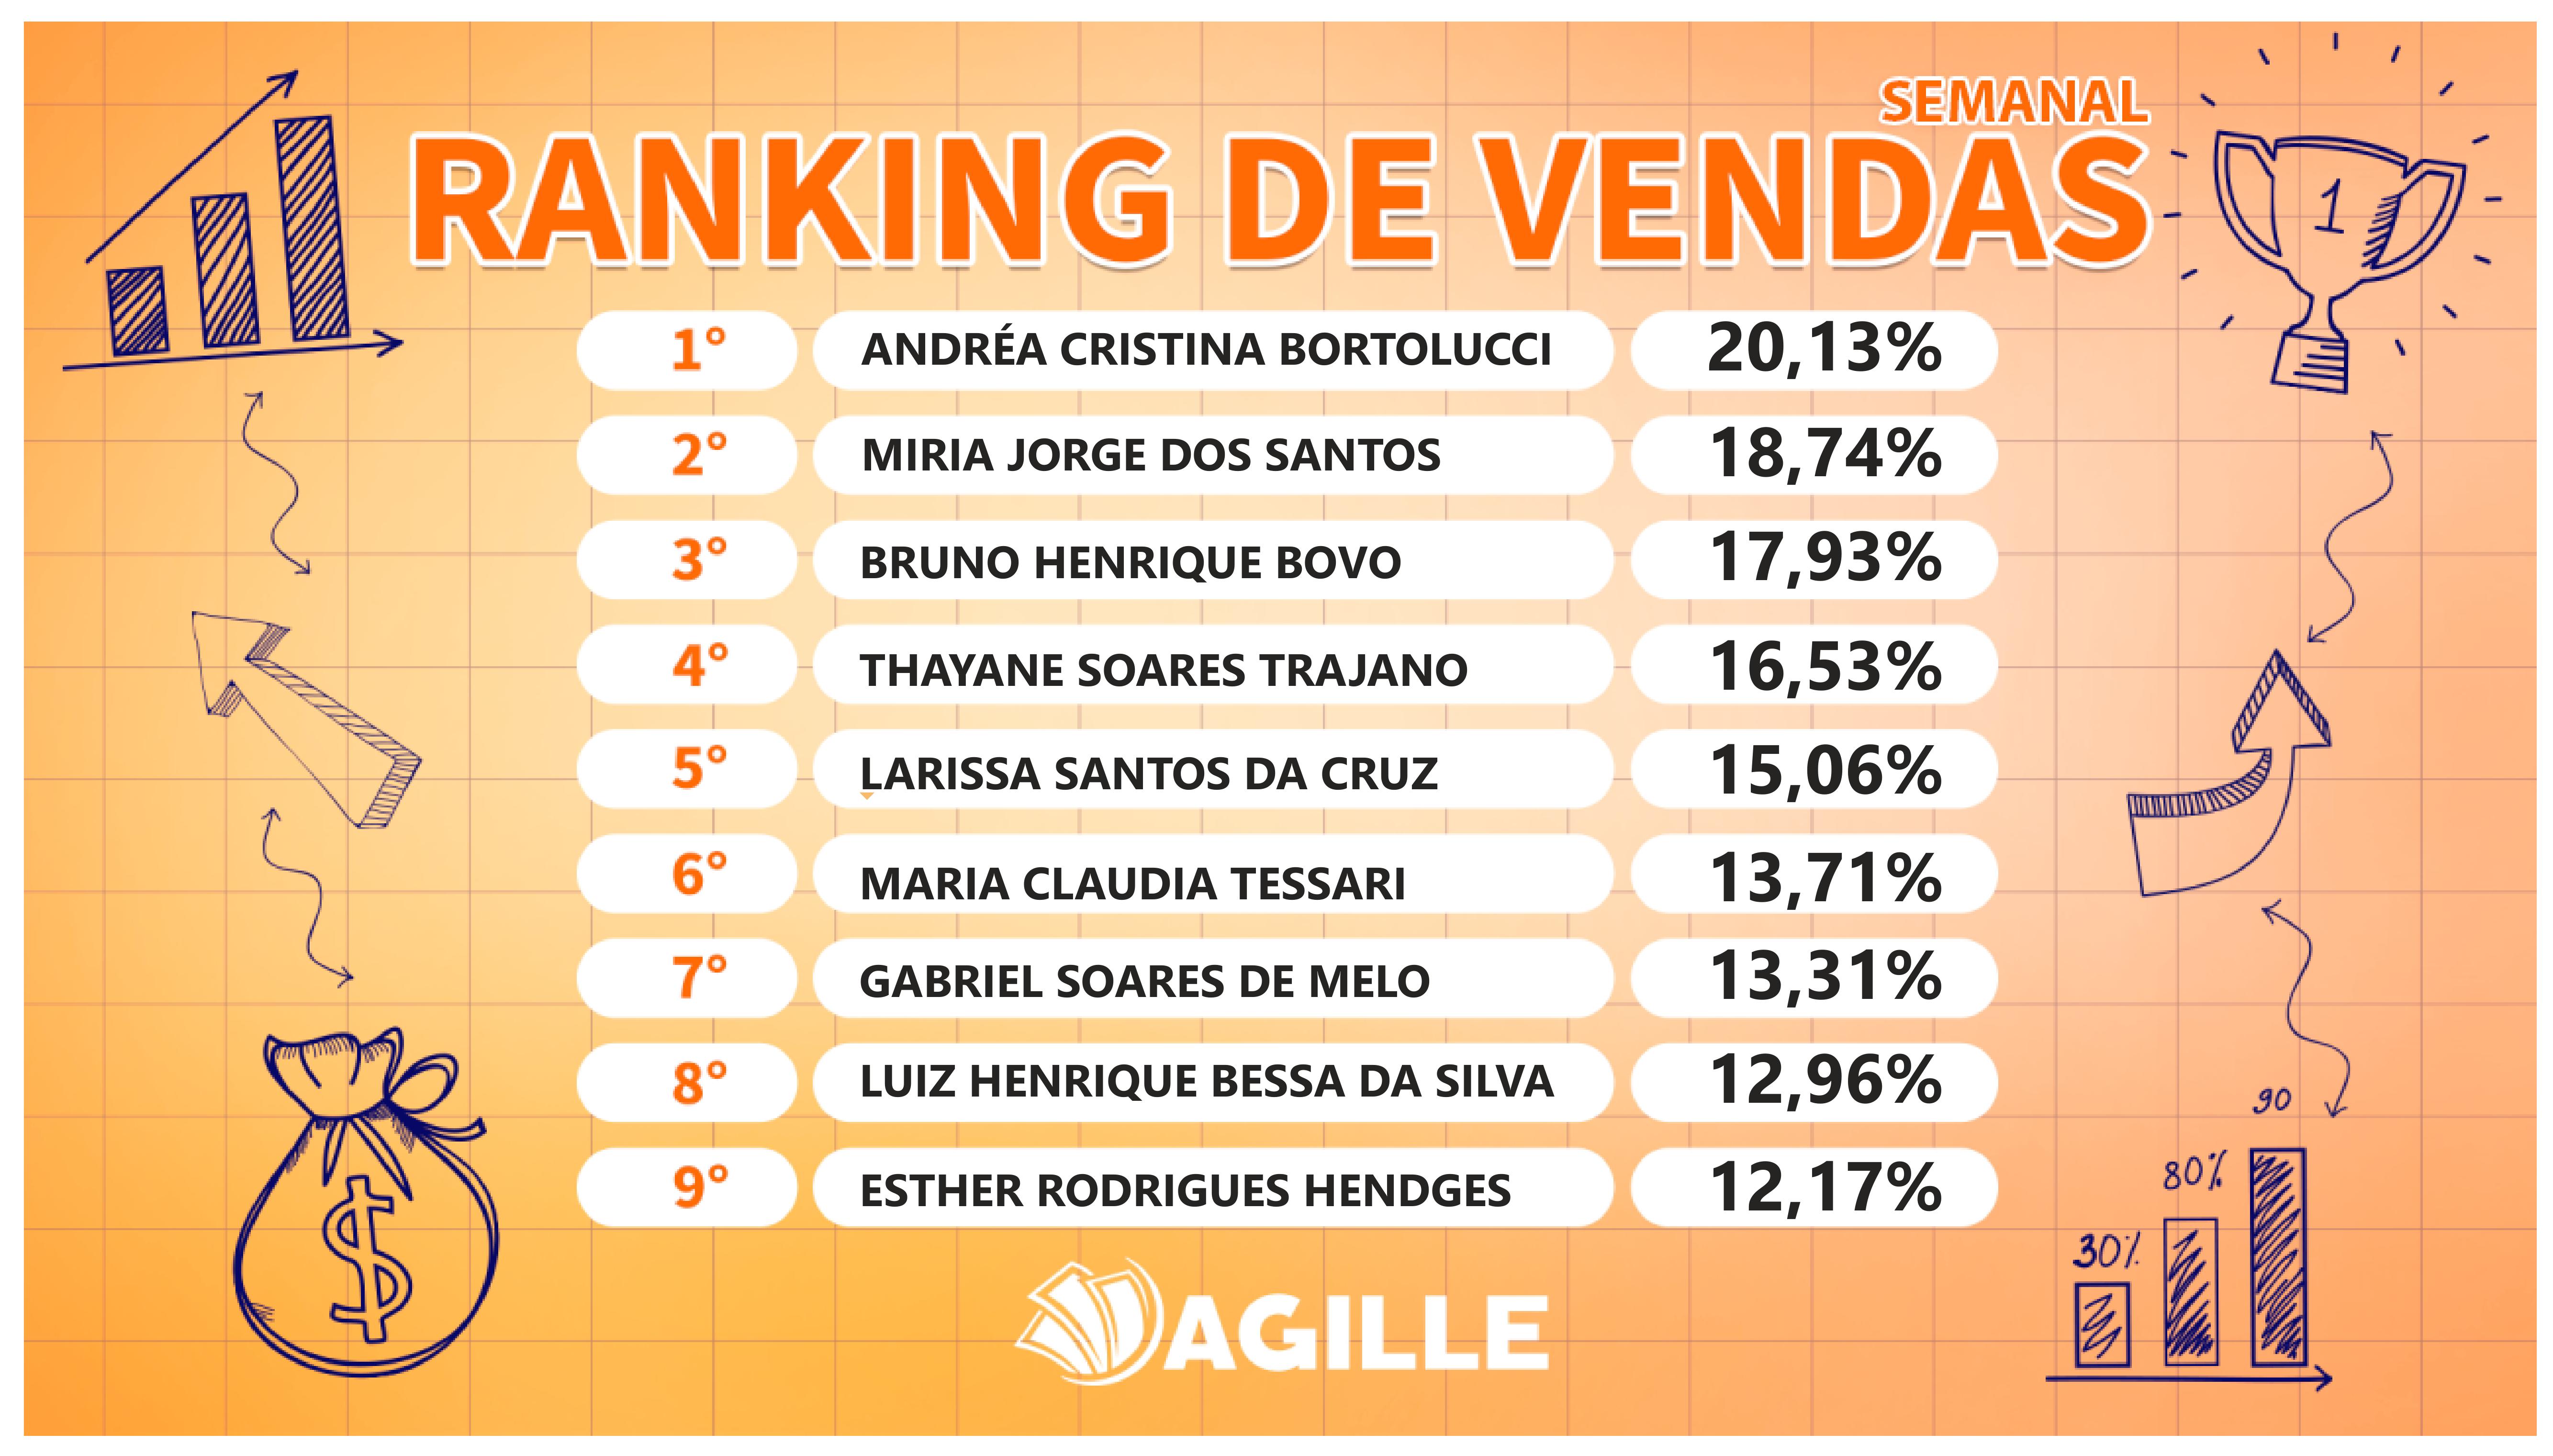 SEMANAL
RANKING DE VENDAS
1
1° ANDRÉA CRISTINA BORTOLUCCI 20,13%
2° MIRIA JORGE DOS SANTOS 18,74%
3° BRUNO HENRIQUE BOVO 17,93%
4° THAYANE SOARES TRAJANO 16,53%
5° LARISSA SANTOS DA CRUZ 15,06%
6° MARIA CLAUDIA TESSARI 13,71%
7° GABRIEL SOARES DE MELO 13,31%
8° LUIZ HENRIQUE BESSA DA SILVA 12,96%
9° ESTHER RODRIGUES HENDGES 12,17%
$
90
80%
30%
AGILLE